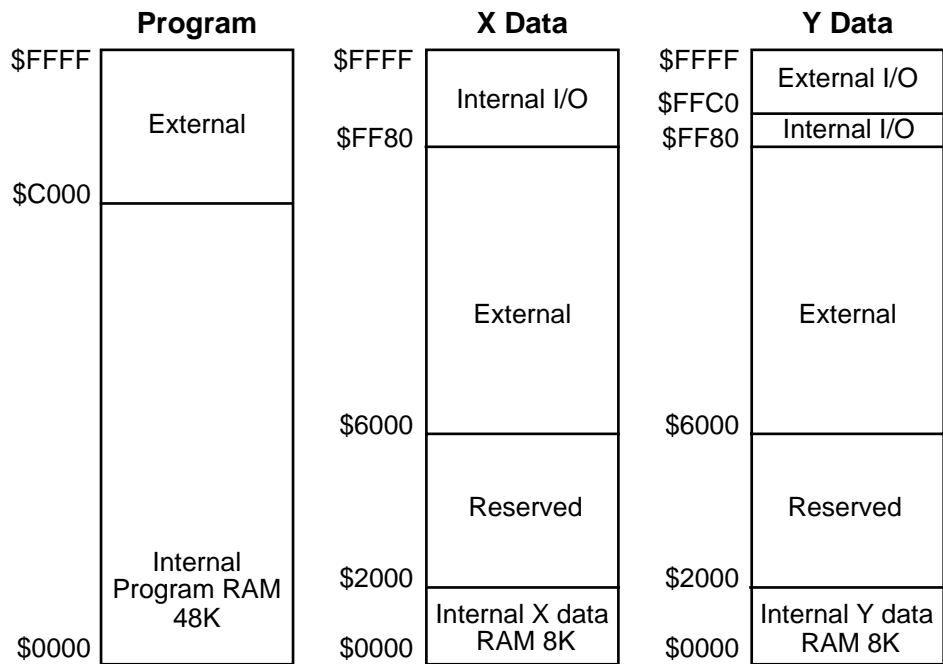 Program
$FFFF
External
$C000
Internal
Program RAM
48K
$0000
X Data
$FFFF
Internal I/O
$FF80
External
$6000
Reserved
$2000
Internal X data
RAM 8K
$0000
Y Data
$FFFF
External I/O
$FFC0
Internal I/O
$FF80
External
$6000
Reserved
$2000
Internal Y data
RAM 8K
$0000